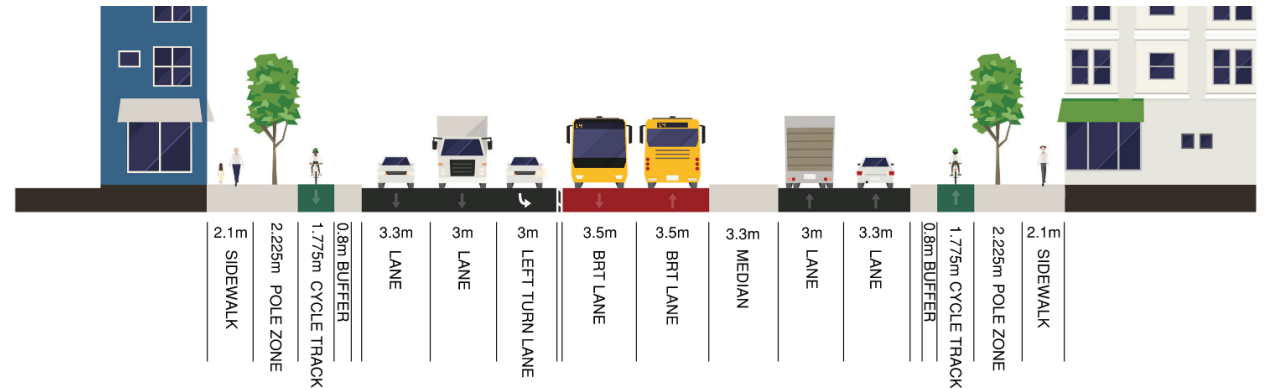 2.1m SIDEWALK
2.225m POLE ZONE
1.775m CYCLE TRACK
0.8m BUFFER
3.3m LANE
3m LANE
3m LEFT TURN LANE
3.5m BRT LANE
3.5m BRT LANE
3.3m MEDIAN
3m LANE
3.3m LANE
0.8m BUFFER
1.775m CYCLE TRACK
2.225m POLE ZONE
2.1m SIDEWALK